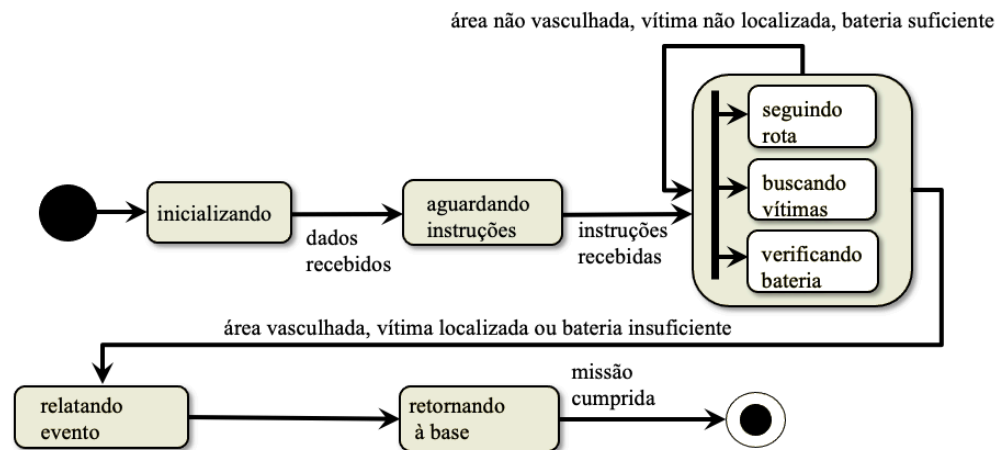 área não vasculhada, vítima não localizada, bateria suficiente
seguindo
rota
buscando
vítimas
verificando
bateria
inicializando
dados
recebidos
aguardando
instruções
instruções
recebidas
área vasculhada, vítima localizada ou bateria insuficiente
relatando
evento
retornando
à base
missão
cumprida